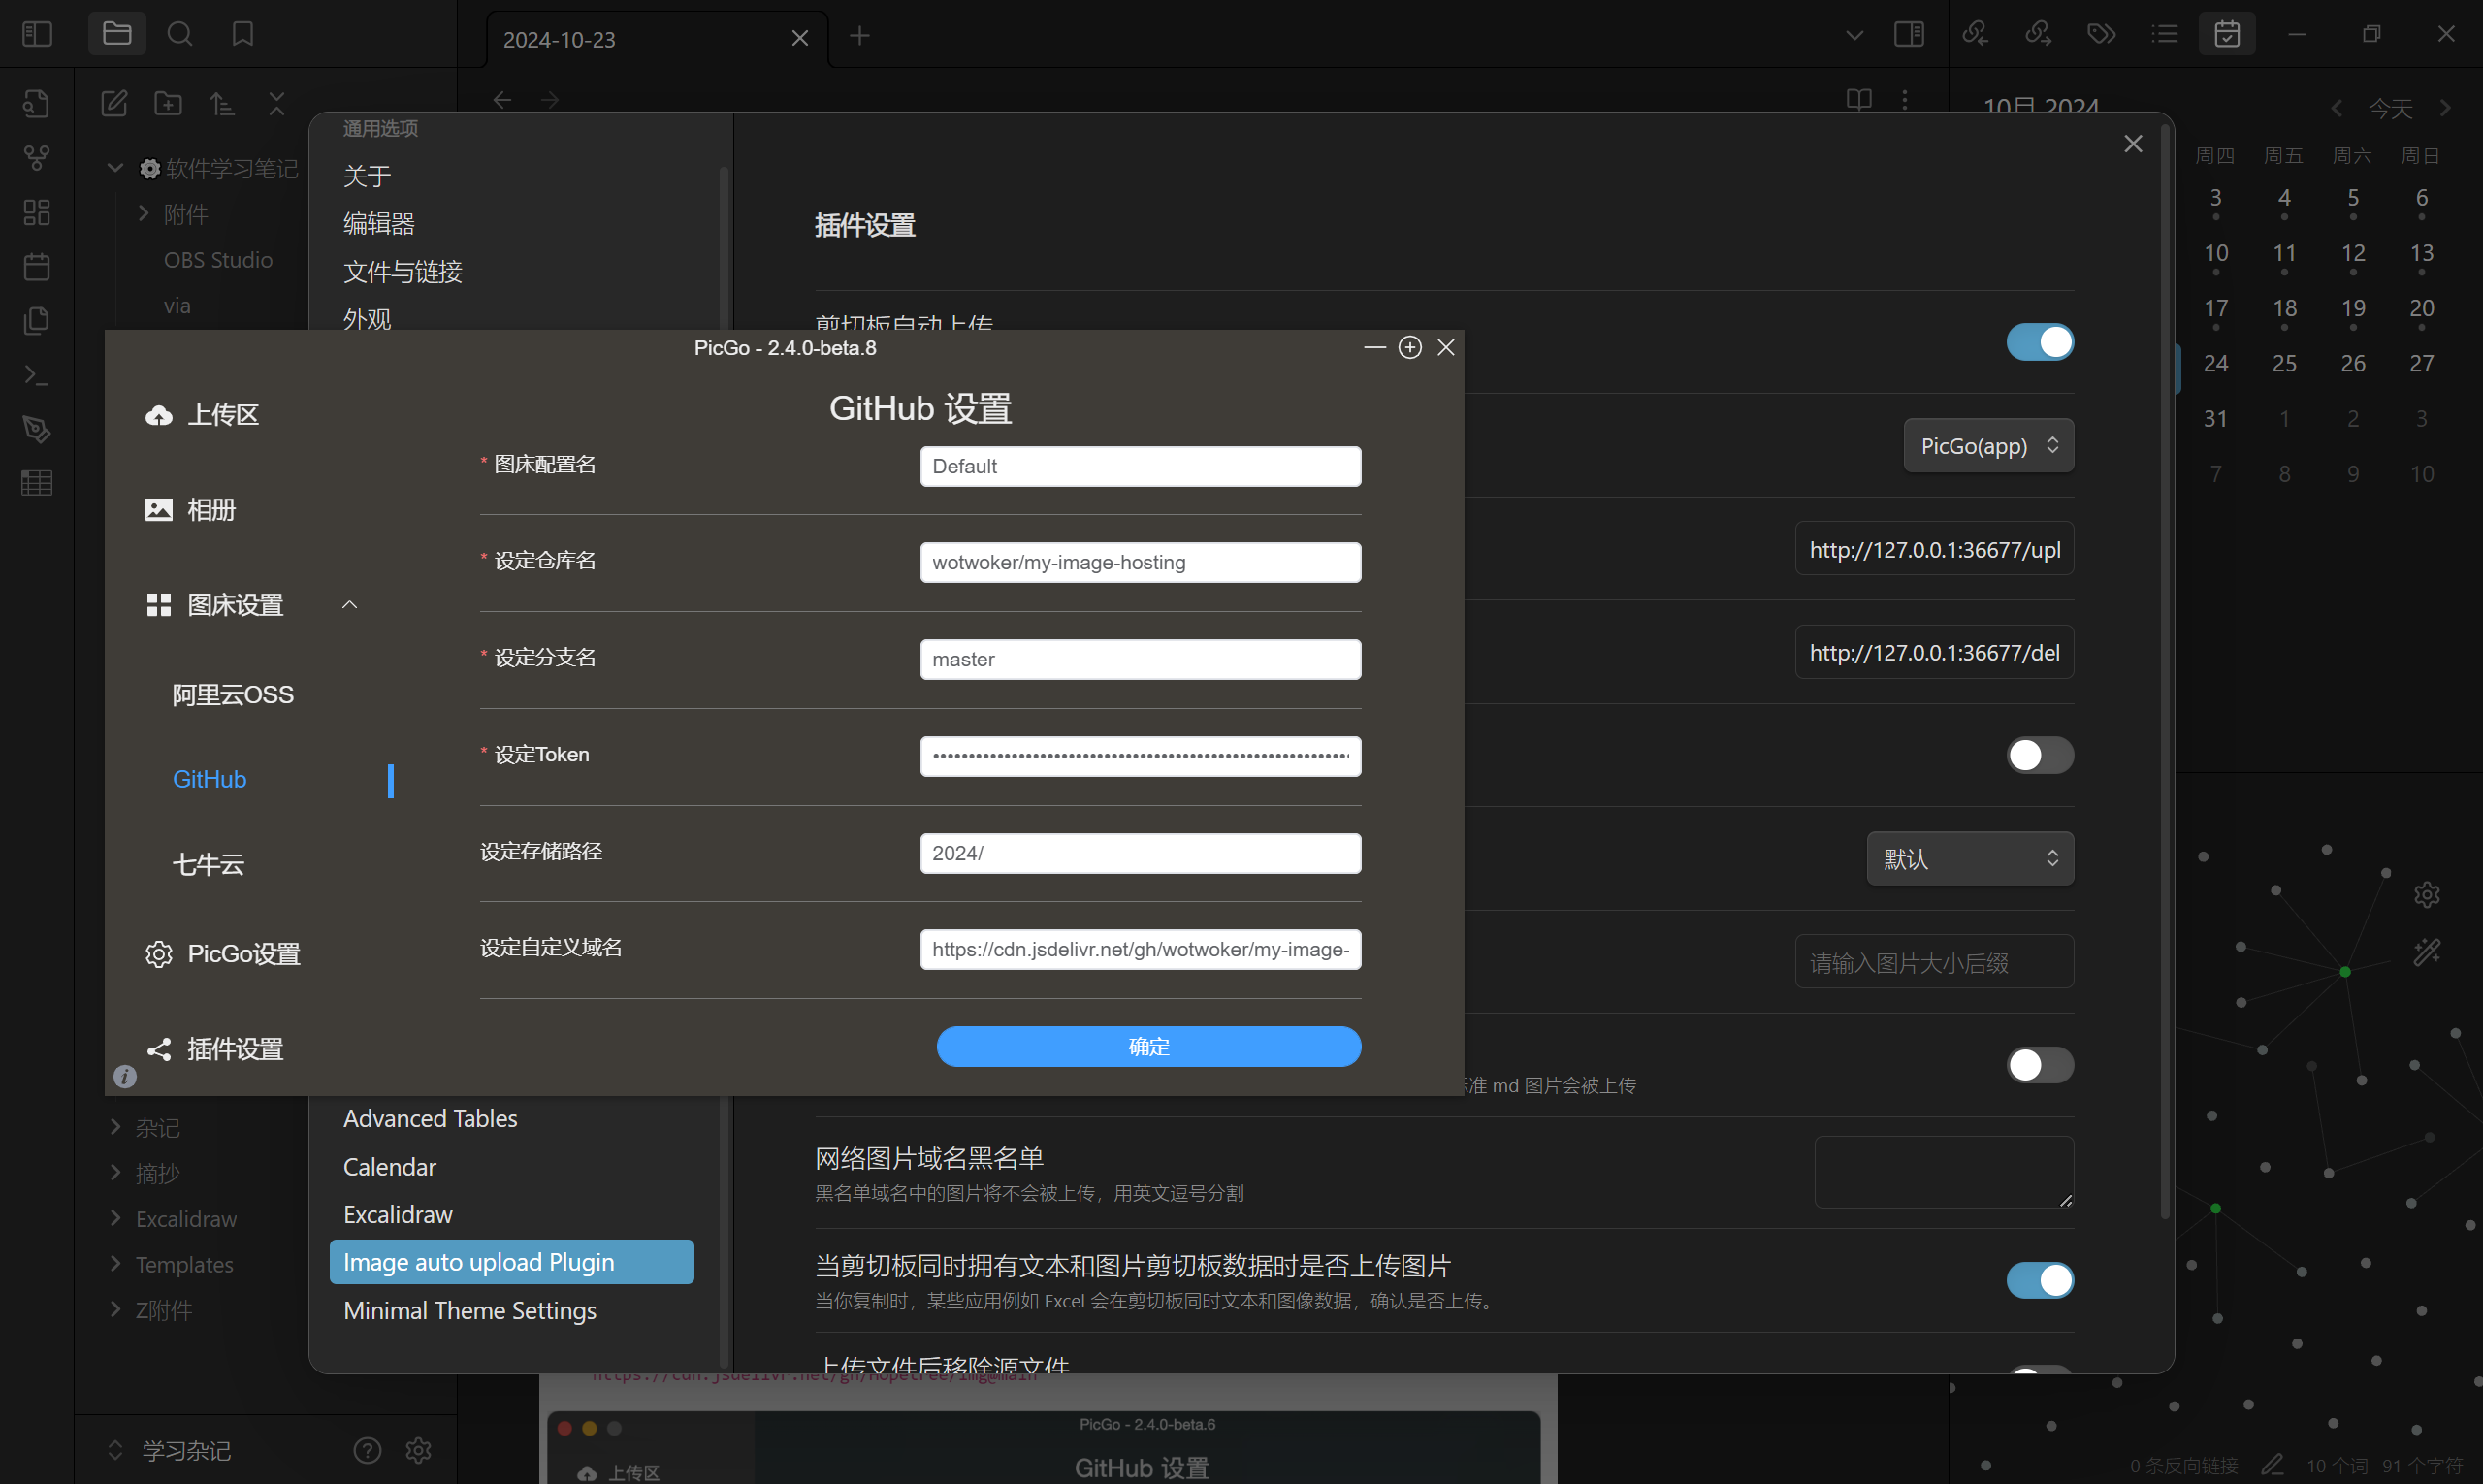 2024-10-23
10月 2024
今天
周四 周五 周六 周日
3 4 5 6
10 11 12 13
17 18 19 20
24 25 26 27
31 1 2 3
7 8 9 10
软件学习笔记
附件
OBS Studio
via
杂记
摘抄
Excalidraw
Templates
Z附件
学习杂记
通用选项
关于
编辑器
文件与链接
外观
Advanced Tables
Calendar
Excalidraw
Image auto upload Plugin
Minimal Theme Settings
插件设置
剪切板自动上传
PicGo(app)
http://127.0.0.1:36677/upl
http://127.0.0.1:36677/del
默认
请输入图片大小后缀
准 md 图片会被上传
网络图片域名黑名单
黑名单域名中的图片将不会被上传，用英文逗号分割
当剪切板同时拥有文本和图片剪切板数据时是否上传图片
当你复制时，某些应用例如 Excel 会在剪切板同时文本和图像数据，确认是否上传。
上传文件后移除源文件
PicGo - 2.4.0-beta.8
上传区
相册
图床设置
阿里云OSS
GitHub
七牛云
PicGo设置
插件设置
GitHub 设置
* 图床配置名
Default
* 设定仓库名
wotwoker/my-image-hosting
* 设定分支名
master
* 设定Token
设定存储路径
2024/
设定自定义域名
https://cdn.jsdelivr.net/gh/wotwoker/my-image-
确定
https://cdn.jsdelivr.net/gh/Hopetree/img@main
PicGo - 2.4.0-beta.6
上传区
GitHub 设置
0 条反向链接
10 个词
91 个字符